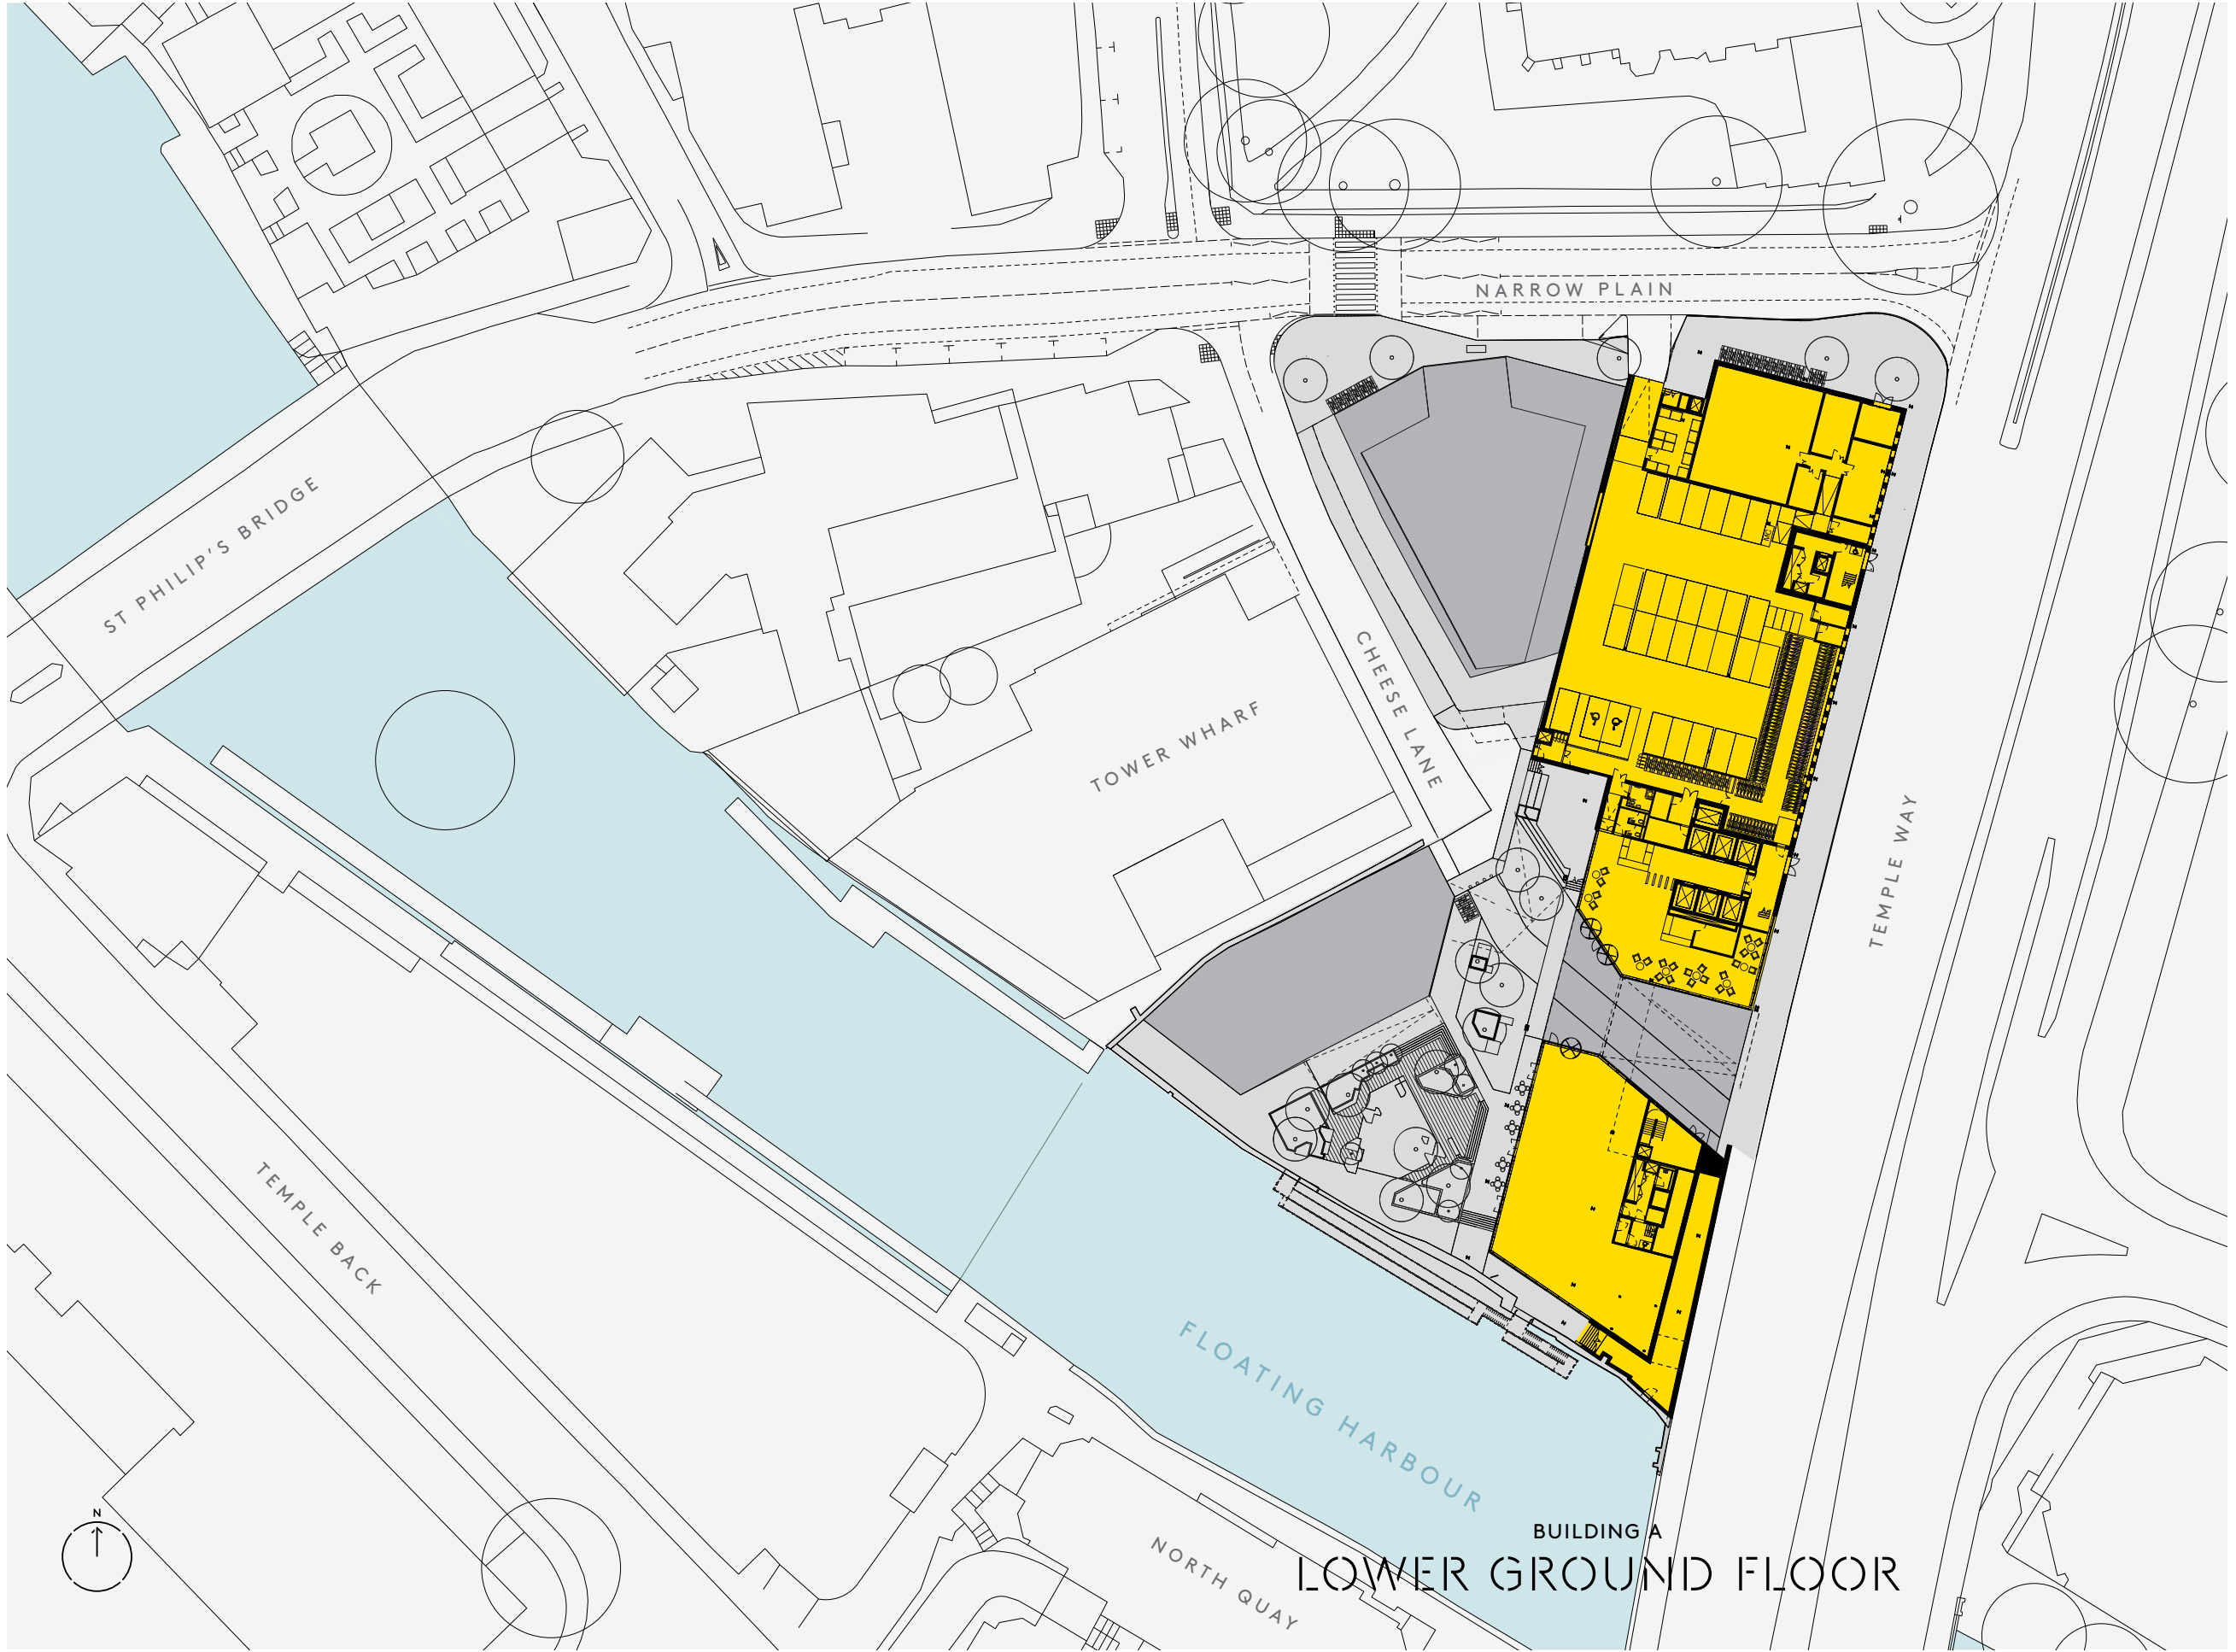 NARROW PLAIN
ST PHILIP'S BRIDGE
CHEESE LANE
TOWER WHARF
TEMPLE WAY
TEMPLE BACK
FLOATING HARBOUR
NORTH QUAY
N
BUILDING A
LOWER GROUND FLOOR